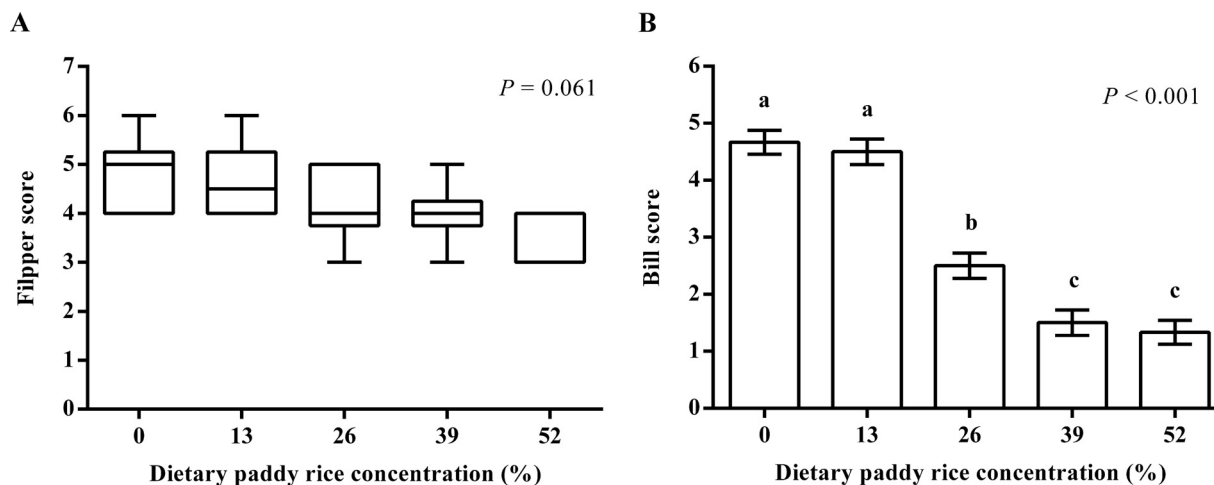 A
Filpper score
7
6
5
4
3
2
1
0
P = 0.061
0 13 26 39 52
Dietary paddy rice concentration (%)
B
Bill score
6
5
4
3
2
1
0
P < 0.001
a a b c c
0 13 26 39 52
Dietary paddy rice concentration (%)